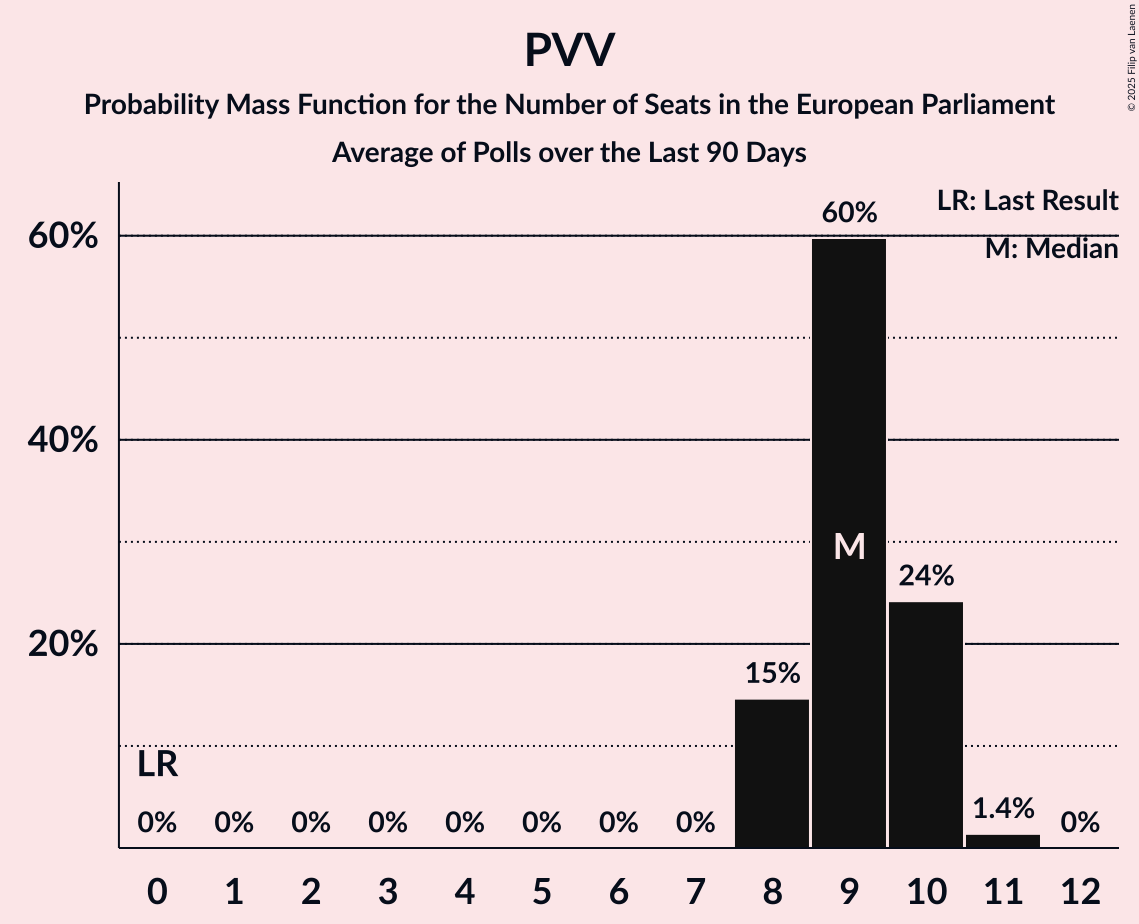 PVV
Probability Mass Function for the Number of Seats in the European Parliament
Average of Polls over the Last 90 Days
© 2025 Filip van Laenen
LR: Last Result
M: Median
60%
40%
20%
60%
M
24%
15%
LR
1.4%
0% 0% 0% 0% 0% 0% 0% 0% 0%
0 1 2 3 4 5 6 7 8 9 10 11 12